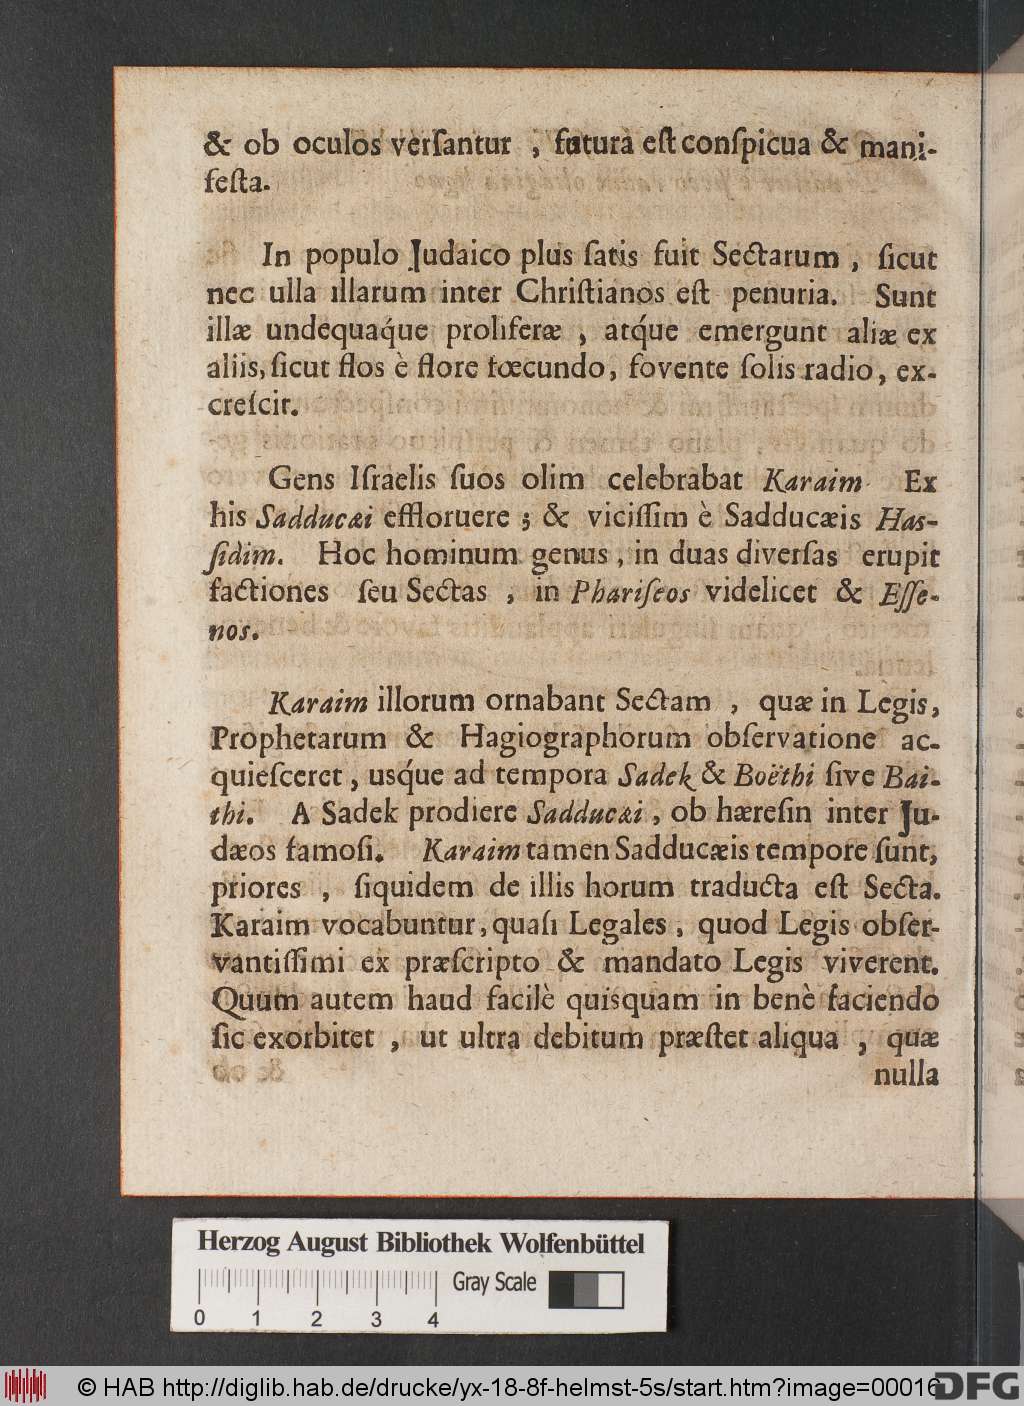 & ob oculos verſantur , futura eſt conſpicua & mani-
feſta.
In populo Judaico plus ſatis fuit Sectarum , ſicut
nec ulla illarum inter Chriſtianos eſt penuria. Sunt
illæ undequaq́ue proliferæ , atq́ue emergunt aliæ ex
aliis, ſicut flos è flore fœcundo, fovente ſolis radio, ex-
creſcit.
Gens Iſraelis ſuos olim celebrabat Karaim. Ex
his Sadducæi effloruere ; & viciſſim è Sadducæis Haſ-
ſidim. Hoc hominum genus , in duas diverſas erupit
factiones ſeu Sectas , in Phariſeos videlicet & Eſſe-
nos.
Karaim illorum ornabant Sectam , quæ in Legis,
Prophetarum & Hagiographorum obſervatione ac-
quieſceret , usq́ue ad tempora Sadek & Boëthi ſive Bai-
thi. A Sadek prodiere Sadducæi , ob hæreſin inter Ju-
dæos famoſi. Karaim tamen Sadducæis tempore ſunt,
priores , ſiquidem de illis horum traducta eſt Secta.
Karaim vocabuntur, quaſi Legales , quod Legis obſer-
vantiſſimi ex præſcripto & mandato Legis viverent.
Quum autem haud facilè quisquam in benè faciendo
ſic exorbitet , ut ultra debitum præſtet aliqua , quæ
nulla
Herzog August Bibliothek Wolfenbüttel
Gray Scale
0 1 2 3 4
© HAB http://diglib.hab.de/drucke/yx-18-8f-helmst-5s/start.htm?image=00016
DFG